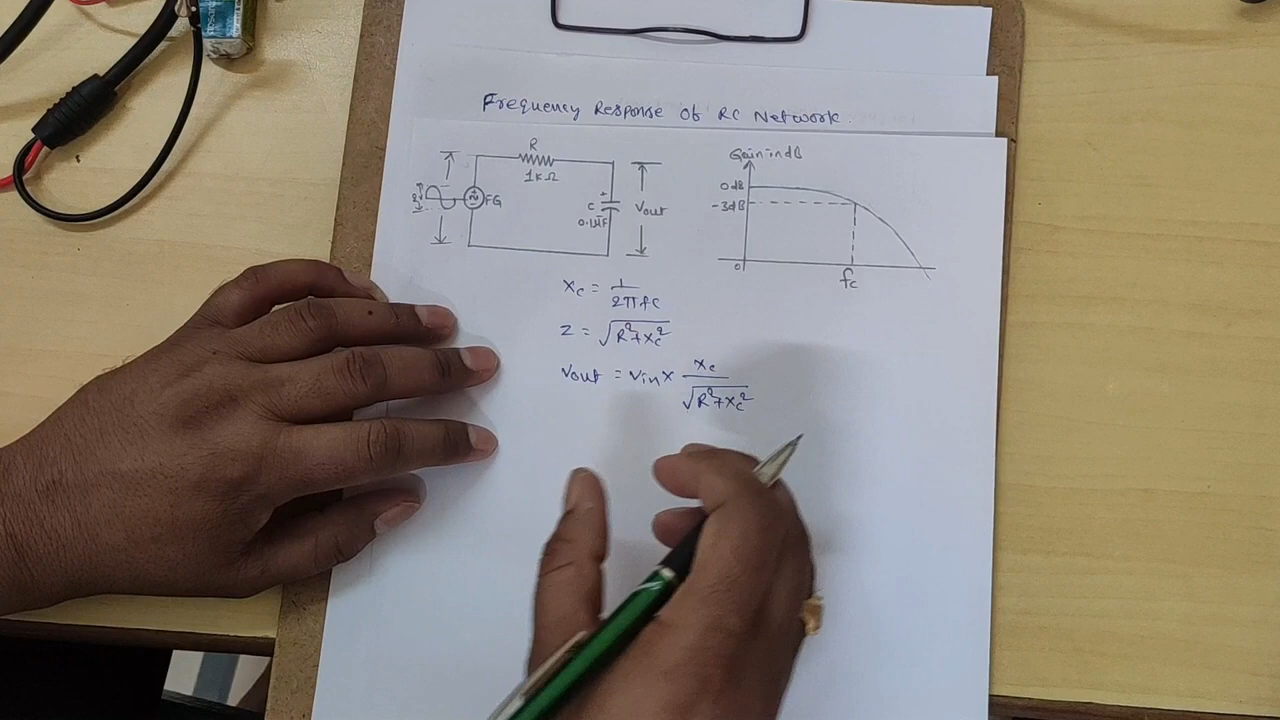 Frequency Response Of RC Network.
R
1KΩ
FG
C
0.1μF
+
Vout
Gain in dB
0dB
-3dB
0
fc
Xc = 1/2πfC
Z = √R²+Xc²
Vout = Vin x Xc/√R²+Xc²